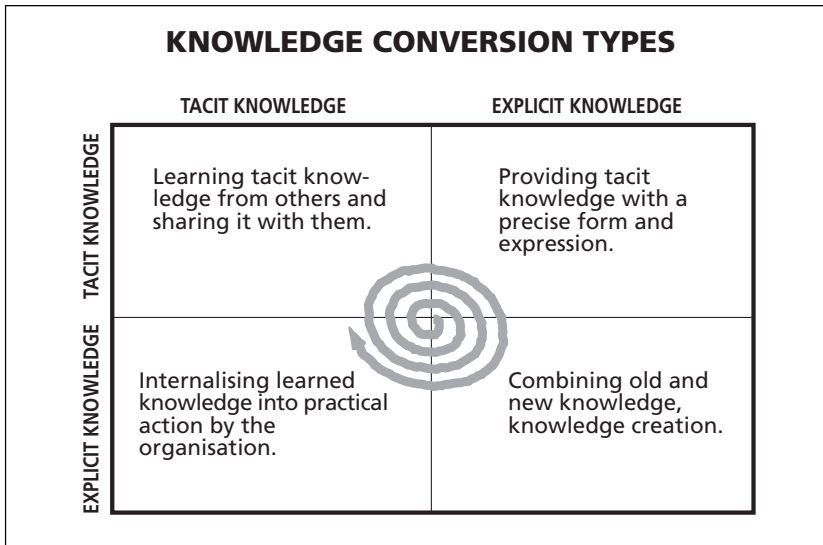 KNOWLEDGE CONVERSION TYPES
TACIT KNOWLEDGE
EXPLICIT KNOWLEDGE
TACIT KNOWLEDGE
Learning tacit know-
ledge from others and
sharing it with them.
Providing tacit
knowledge with a
precise form and
expression.
EXPLICIT KNOWLEDGE
Internalising learned
knowledge into practical
action by the
organisation.
Combining old and
new knowledge,
knowledge creation.